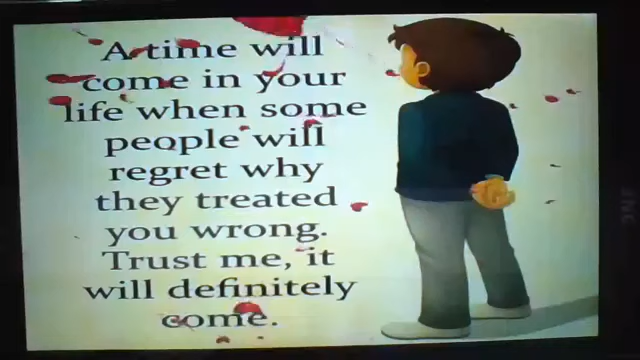 A time will
come in your
life when some
people will
regret why
they treated
you wrong.
Trust me, it
will definitely
come.